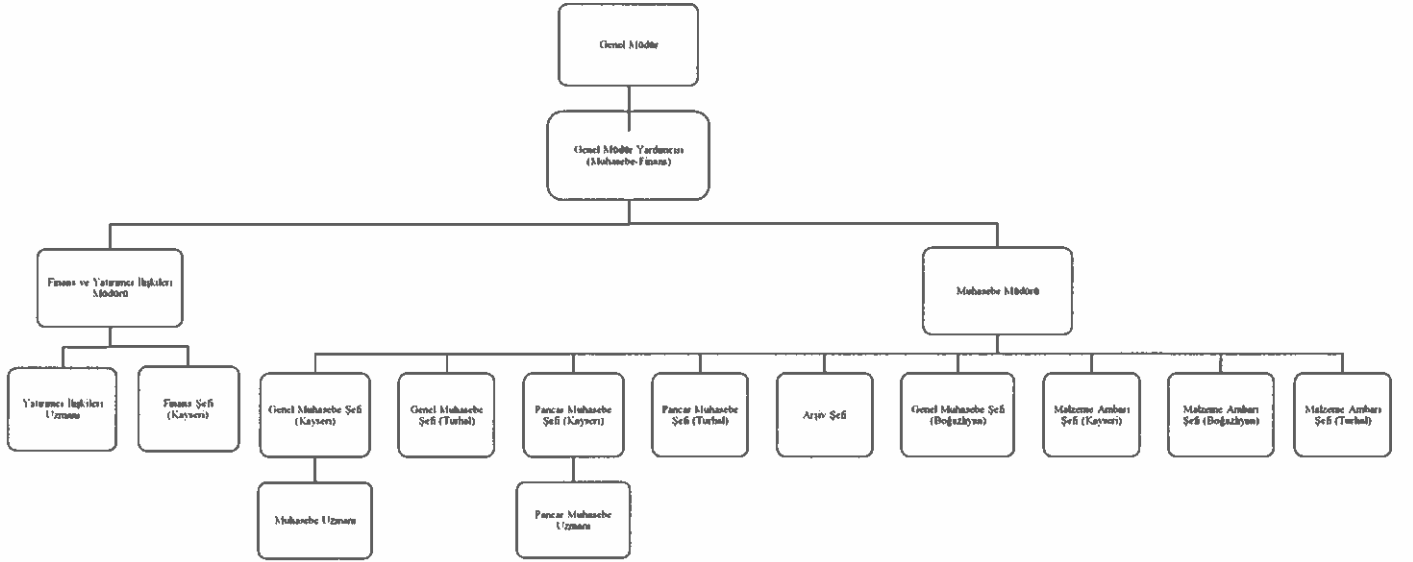 Genel Müdür
Genel Müdür Yardımcısı
(Muhasebe-Finans)
Finans ve Yatırımcı İlişkileri
Müdürü
Muhasebe Müdürü
Yatırımcı İlişkileri
Uzmanı
Finans Şefi
(Kayseri)
Genel Muhasebe Şefi
(Kayseri)
Genel Muhasebe
Şefi (Turhal)
Pancar Muhasebe
Şefi (Kayseri)
Pancar Muhasebe
Şefi (Turhal)
Arşiv Şefi
Genel Muhasebe Şefi
(Boğazlıyan)
Malzeme Ambarı
Şefi (Kayseri)
Malzeme Ambarı
Şefi (Boğazlıyan)
Malzeme Ambarı
Şefi (Turhal)
Muhasebe Uzmanı
Pancar Muhasebe
Uzmanı